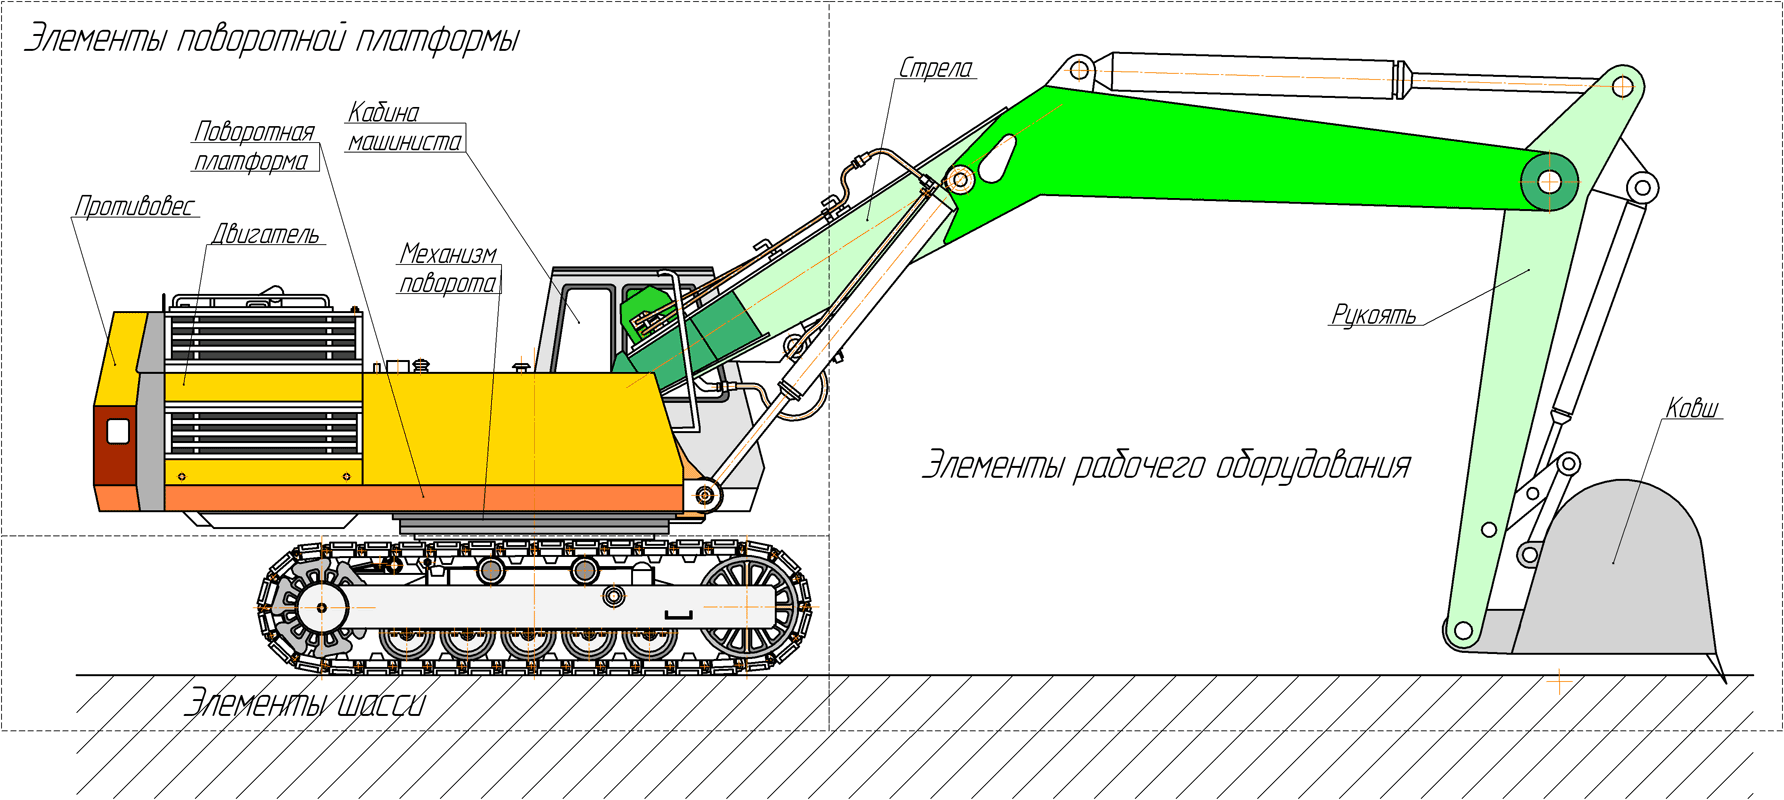 Элементы поворотной платформы
Стрела
Кабина
машиниста
Поворотная
платформа
Противовес
Двигатель
Механизм
поворота
Рукоять
Ковш
Элементы рабочего оборудования
Элементы шасси